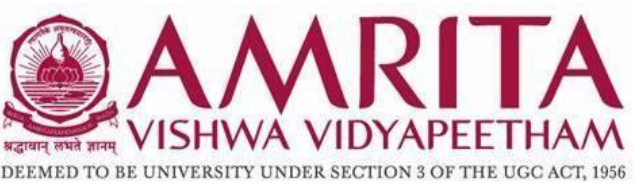 AMRITA
VISHWA VIDYAPEETHAM
श्रद्धावान् लभते ज्ञानम्
DEEMED TO BE UNIVERSITY UNDER SECTION 3 OF THE UGC ACT, 1956